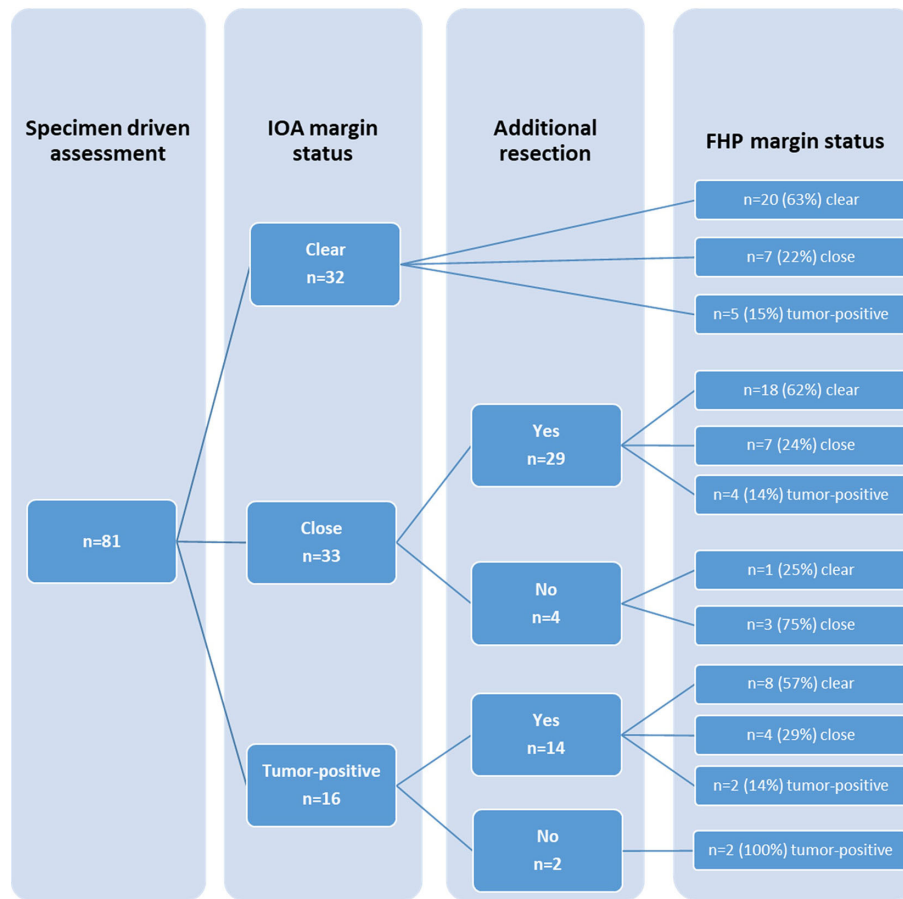 Specimen driven
assessment
IOA margin
status
Additional
resection
FHP margin status
n=81
Clear
n=32
Close
n=33
Tumor-positive
n=16
Yes
n=29
No
n=4
Yes
n=14
No
n=2
n=20 (63%) clear
n=7 (22%) close
n=5 (15%) tumor-positive
n=18 (62%) clear
n=7 (24%) close
n=4 (14%) tumor-positive
n=1 (25%) clear
n=3 (75%) close
n=8 (57%) clear
n=4 (29%) close
n=2 (14%) tumor-positive
n=2 (100%) tumor-positive